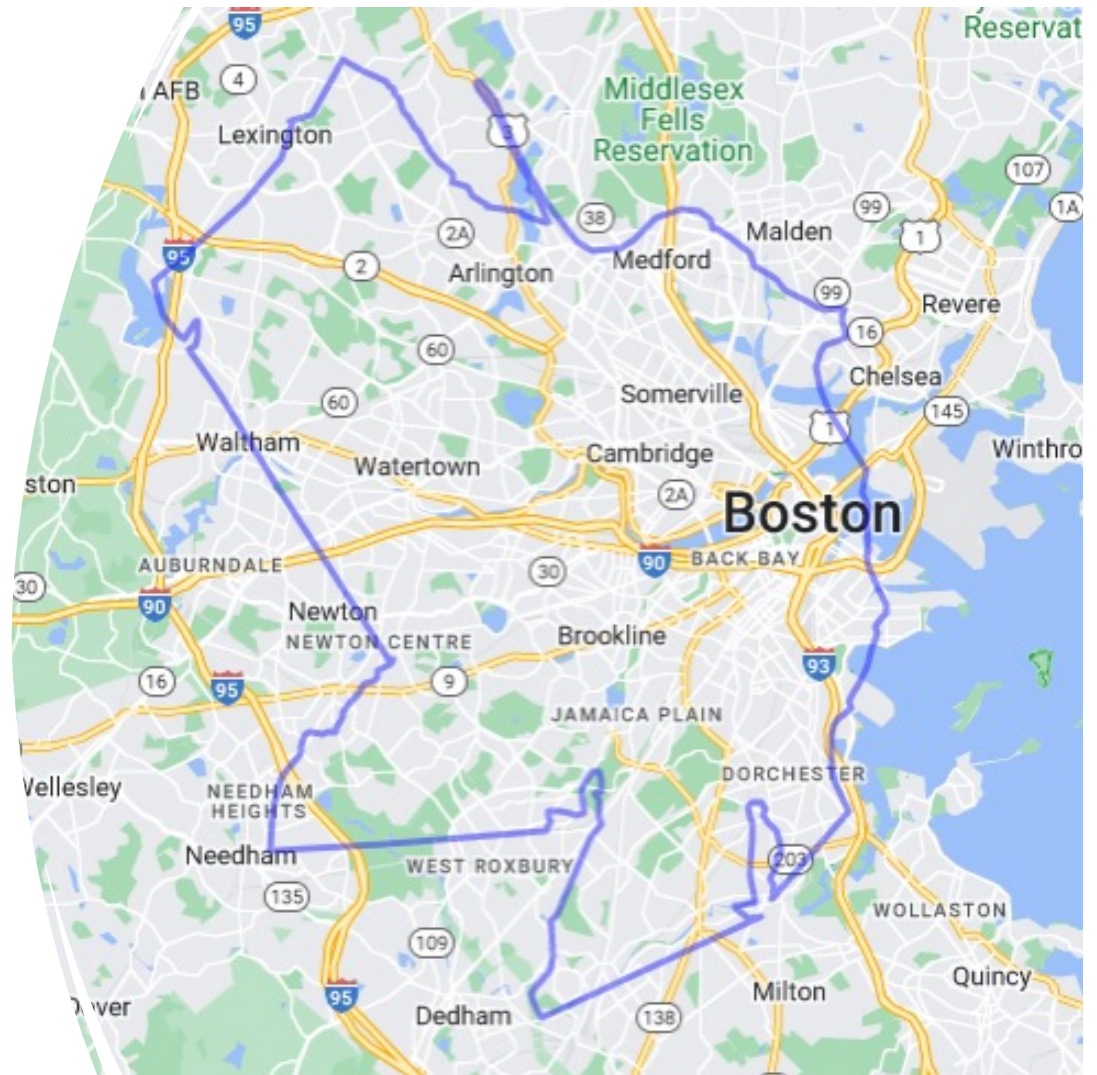 Reservat
95
4
Middlesex
Fells
Reservation
AFB
3
Lexington
107
99
1A
38
2A
1
Malden
95
2
Medford
Arlington
99
Revere
16
60
Chelsea
60
Somerville
145
1
Waltham
Cambridge
Winthro
Watertown
ston
2A
Boston
AUBURNDALE
90
BACK BAY
30
30
90
Newton
Brookline
NEWTON CENTRE
93
16
95
9
JAMAICA PLAIN
DORCHESTER
Wellesley
NEEDHAM
HEIGHTS
Needham
WEST ROXBURY
203
135
WOLLASTON
109
Quincy
95
Milton
Dover
Dedham
138